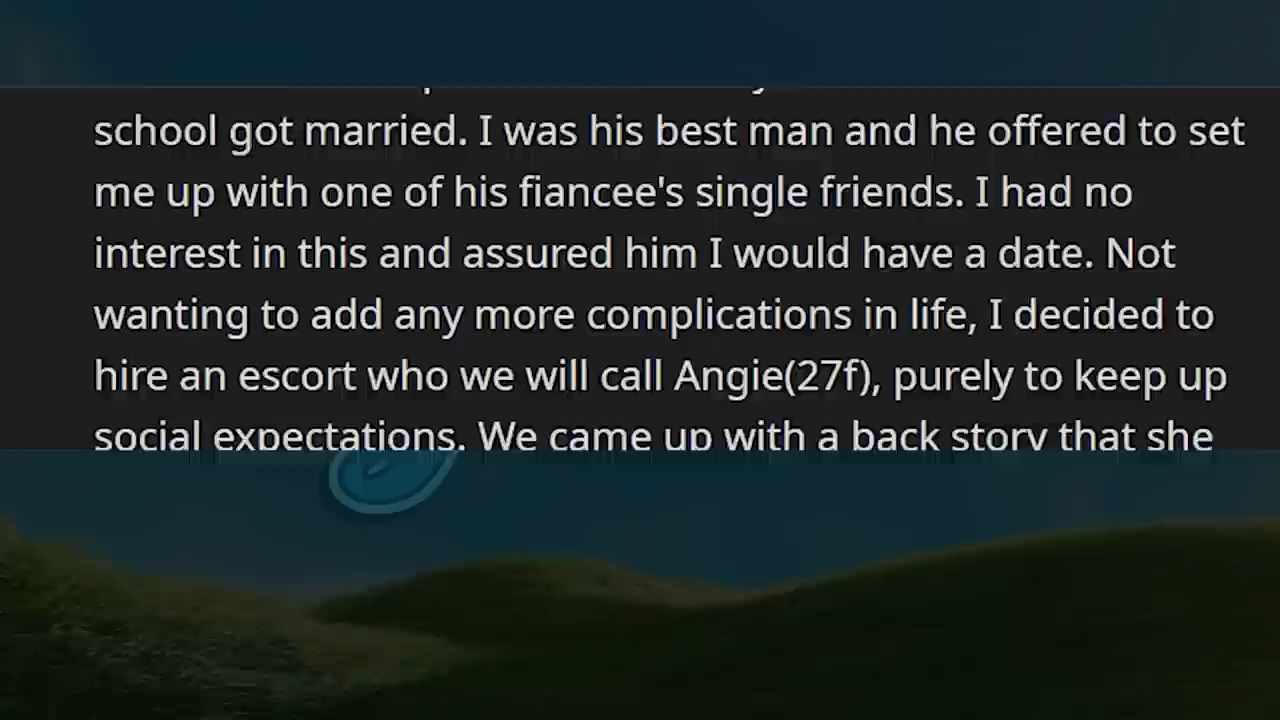 school got married. I was his best man and he offered to set
me up with one of his fiancee's single friends. I had no
interest in this and assured him I would have a date. Not
wanting to add any more complications in life, I decided to
hire an escort who we will call Angie(27f), purely to keep up
social expectations. We came up with a back story that she